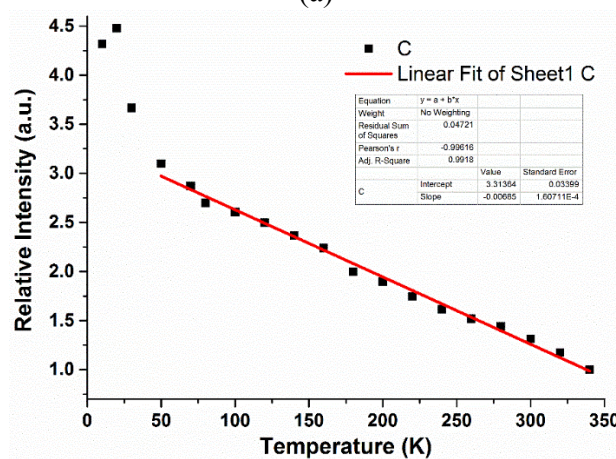 (a)
4.5
4.0
3.5
3.0
2.5
2.0
1.5
1.0
Relative Intensity (a.u.)
C
Linear Fit of Sheet1 C
Equation y = a + b*x
Weight No Weighting
Residual Sum of Squares 0.04721
Pearson's r -0.99616
Adj. R-Square 0.9918
Value Standard Error
C Intercept 3.31364 0.03399
Slope -0.00685 1.60711E-4
0 50 100 150 200 250 300 350
Temperature (K)